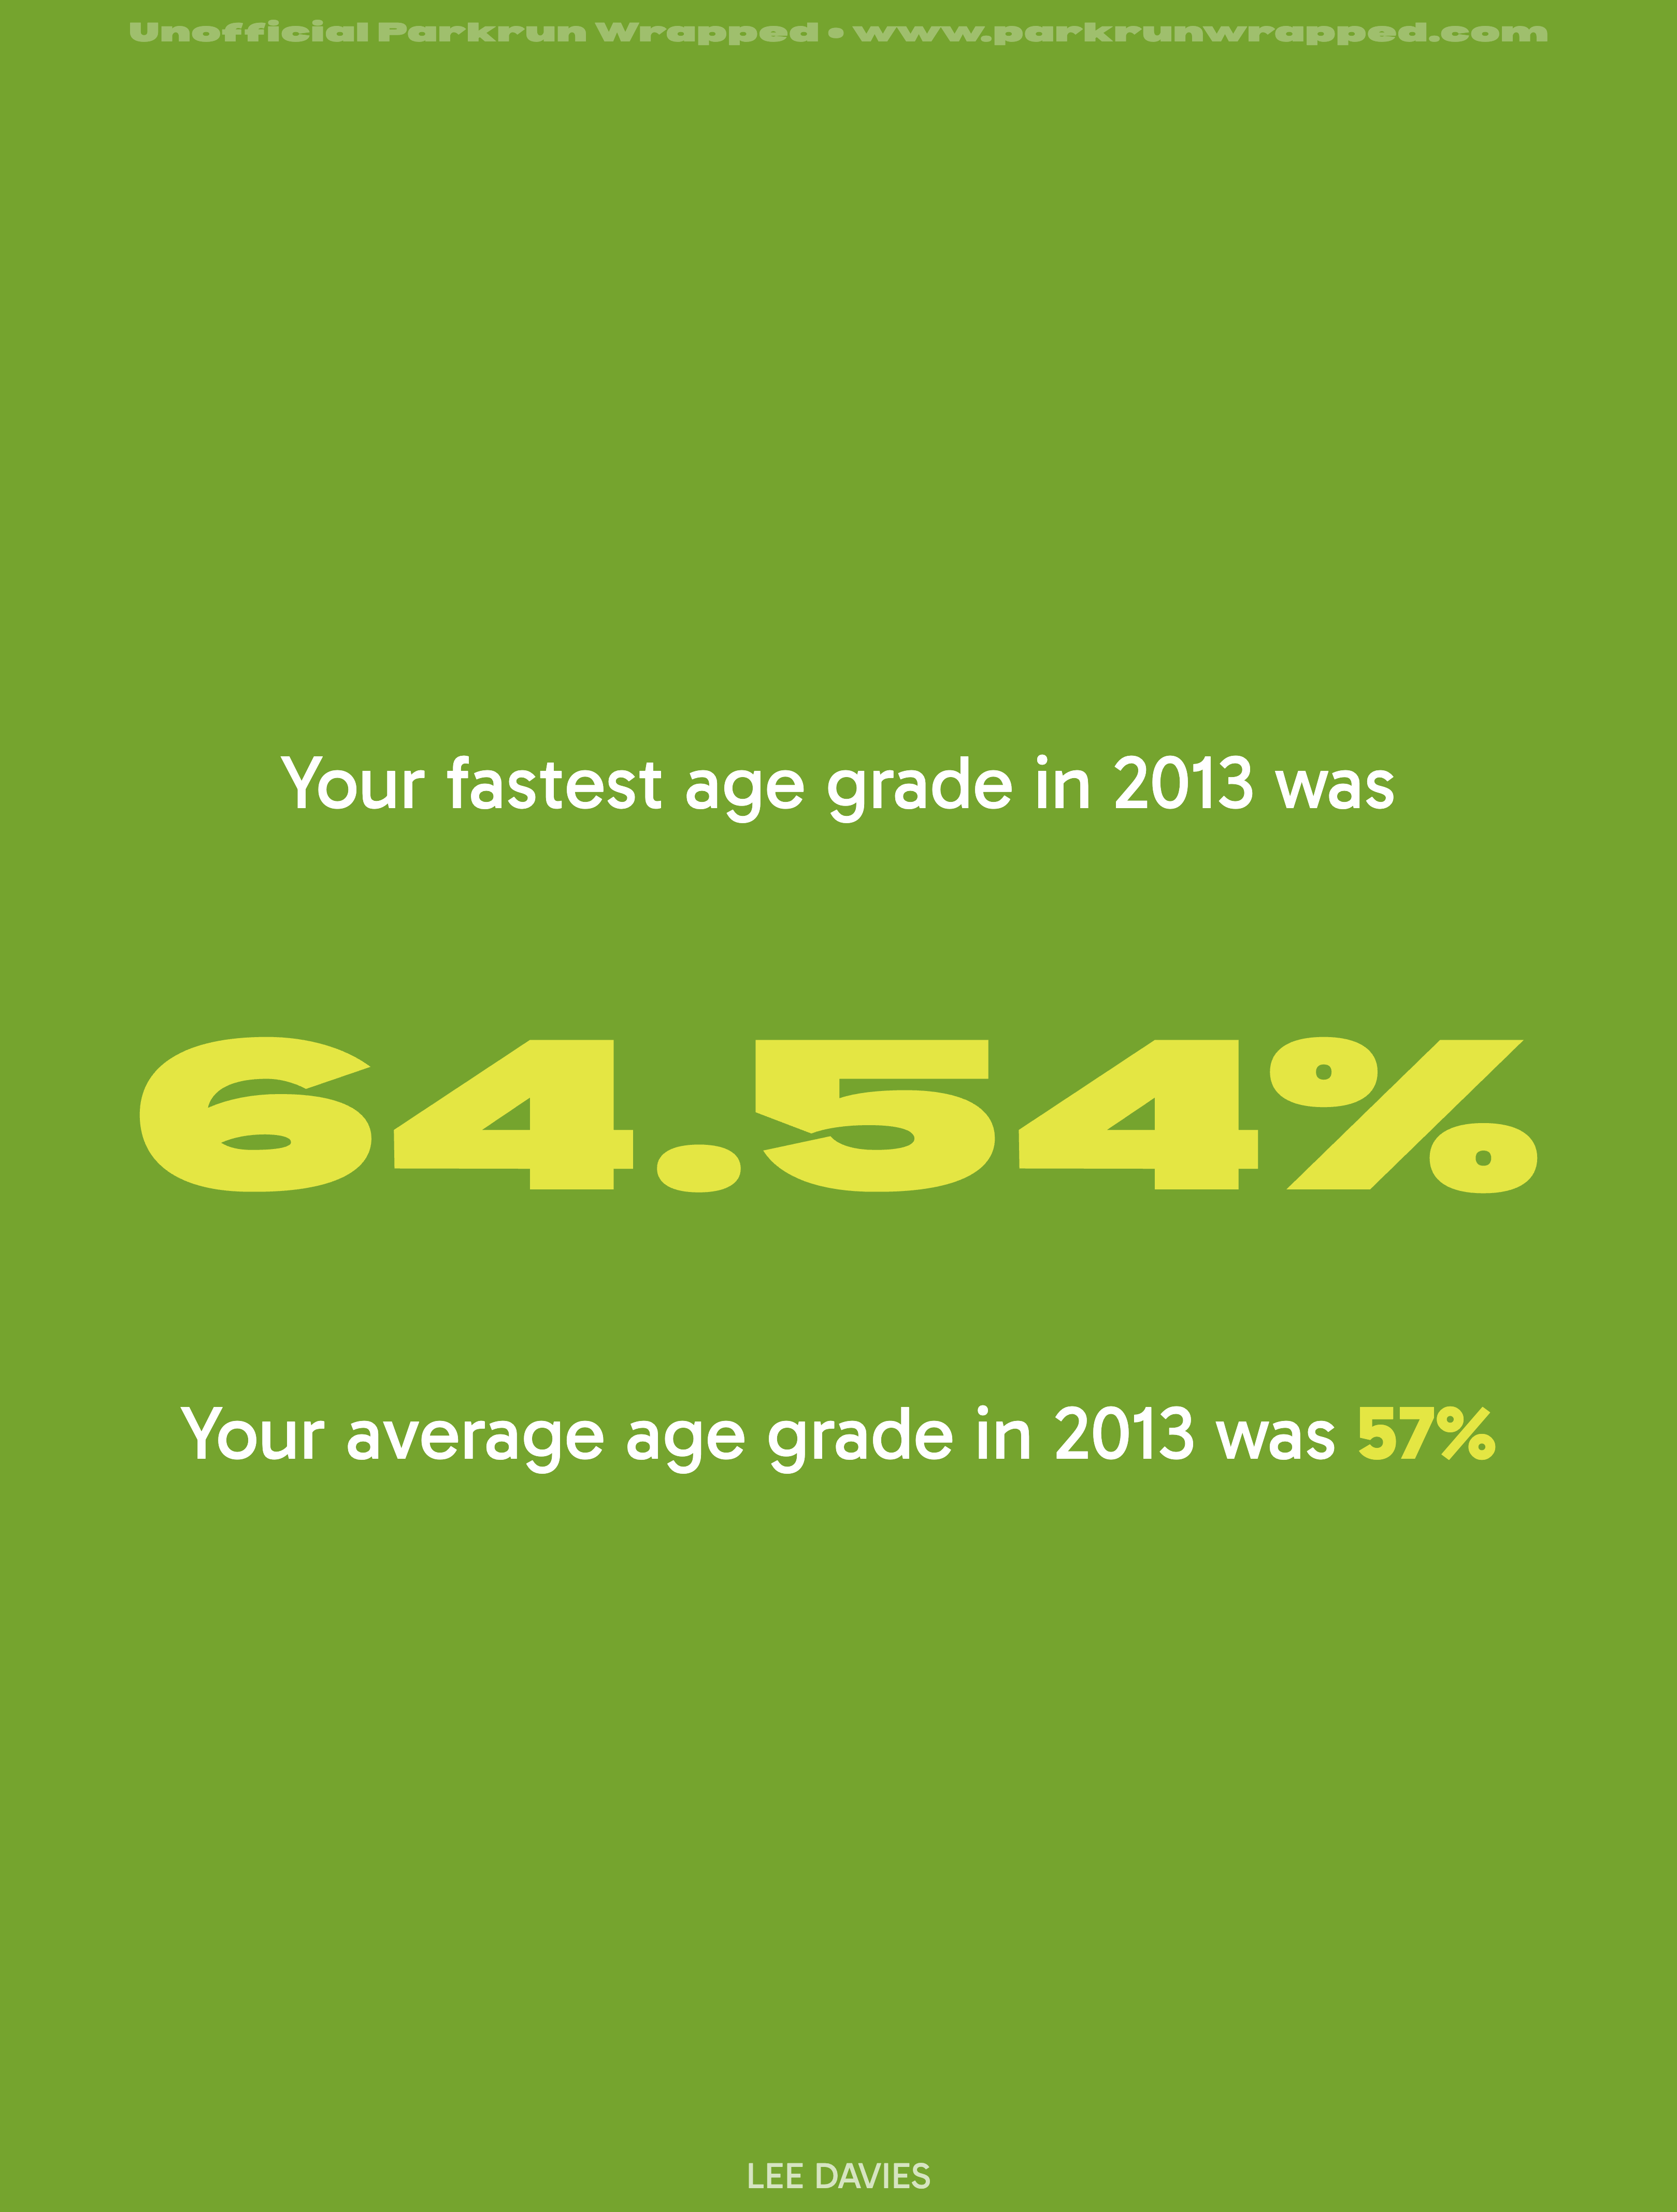 Unofficial Parkrun Wrapped • www.parkrunwrapped.com
Your fastest age grade in 2013 was
64.54%
Your average age grade in 2013 was 57%
LEE DAVIES